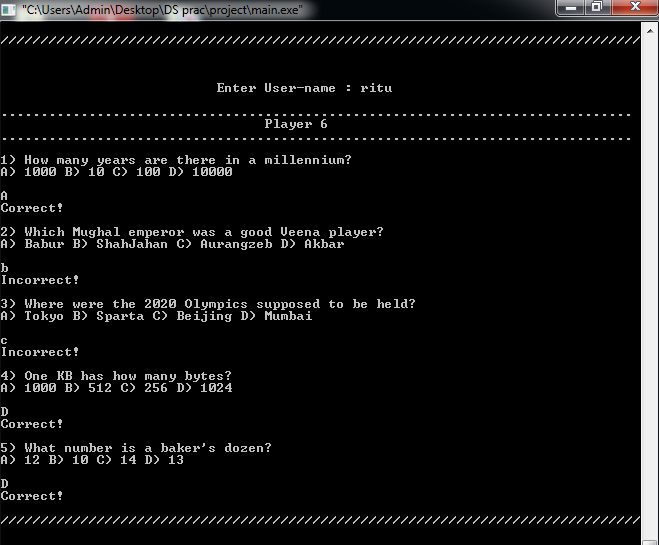 "C:\Users\Admin\Desktop\DS prac\project\main.exe"
////////////////////////////////////////////////////////////////////////////////
Enter User-name : ritu
--------------------------------------------------------------------------------
Player 6
--------------------------------------------------------------------------------
1) How many years are there in a millennium?
A) 1000 B) 10 C) 100 D) 10000
A
Correct!
2) Which Mughal emperor was a good Veena player?
A) Babur B) ShahJahan C) Aurangzeb D) Akbar
b
Incorrect!
3) Where were the 2020 Olympics supposed to be held?
A) Tokyo B) Sparta C) Beijing D) Mumbai
c
Incorrect!
4) One KB has how many bytes?
A) 1000 B) 512 C) 256 D) 1024
D
Correct!
5) What number is a baker's dozen?
A) 12 B) 10 C) 14 D) 13
D
Correct!
////////////////////////////////////////////////////////////////////////////////